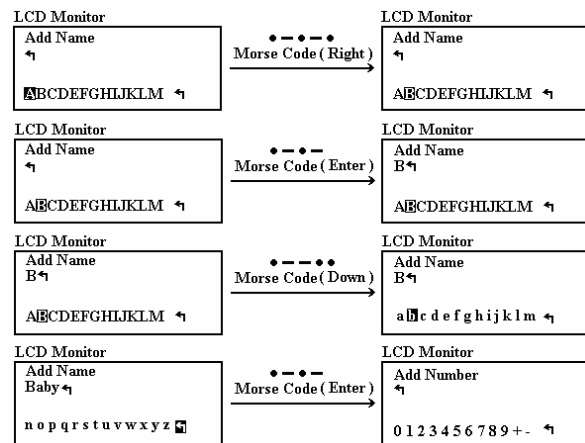 LCD Monitor
Add Name
↰
ABCDEFGHIJKLM ↰
•–•–•
Morse Code ( Right )
LCD Monitor
Add Name
↰
ABCDEFGHIJKLM ↰
LCD Monitor
Add Name
↰
ABCDEFGHIJKLM ↰
•–•–
Morse Code ( Enter )
LCD Monitor
Add Name
B↰
ABCDEFGHIJKLM ↰
LCD Monitor
Add Name
B↰
ABCDEFGHIJKLM ↰
•––••
Morse Code ( Down )
LCD Monitor
Add Name
B↰
a b c d e f g h i j k l m ↰
LCD Monitor
Add Name
Baby ↰
n o p q r s t u v w x y z ↰
•–•–
Morse Code ( Enter )
LCD Monitor
Add Number
↰
0 1 2 3 4 5 6 7 8 9 + - ↰